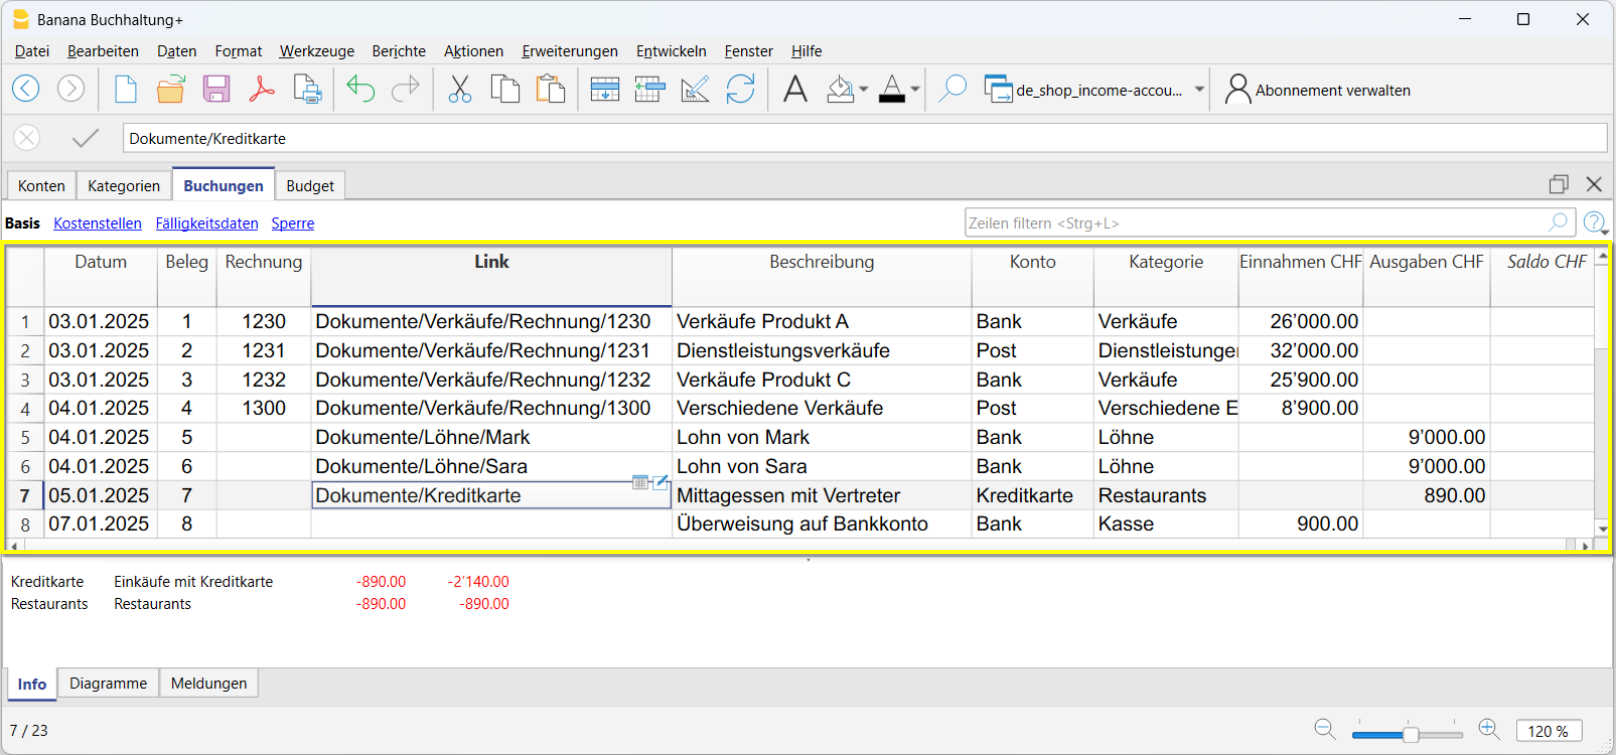 Banana Buchhaltung+
Datei Bearbeiten Daten Format Werkzeuge Berichte Aktionen Erweiterungen Entwickeln Fenster Hilfe
de_shop_income-accou... Abonnement verwalten
Dokumente/Kreditkarte
Konten Kategorien Buchungen Budget
Basis Kostenstellen Fälligkeitsdaten Sperre Zeilen filtern <Strg+L>
Datum Beleg Rechnung Link Beschreibung Konto Kategorie Einnahmen CHF Ausgaben CHF Saldo CHF
1 03.01.2025 1 1230 Dokumente/Verkäufe/Rechnung/1230 Verkäufe Produkt A Bank Verkäufe 26’000.00
2 03.01.2025 2 1231 Dokumente/Verkäufe/Rechnung/1231 Dienstleistungsverkäufe Post Dienstleistunge 32’000.00
3 03.01.2025 3 1232 Dokumente/Verkäufe/Rechnung/1232 Verkäufe Produkt C Bank Verkäufe 25’900.00
4 04.01.2025 4 1300 Dokumente/Verkäufe/Rechnung/1300 Verschiedene Verkäufe Post Verschiedene E 8’900.00
5 04.01.2025 5 Dokumente/Löhne/Mark Lohn von Mark Bank Löhne 9’000.00
6 04.01.2025 6 Dokumente/Löhne/Sara Lohn von Sara Bank Löhne 9’000.00
7 05.01.2025 7 Dokumente/Kreditkarte Mittagessen mit Vertreter Kreditkarte Restaurants 890.00
8 07.01.2025 8 Überweisung auf Bankkonto Bank Kasse 900.00
Kreditkarte Einkäufe mit Kreditkarte -890.00 -2’140.00
Restaurants Restaurants -890.00 -890.00
Info Diagramme Meldungen
7 / 23 120 %